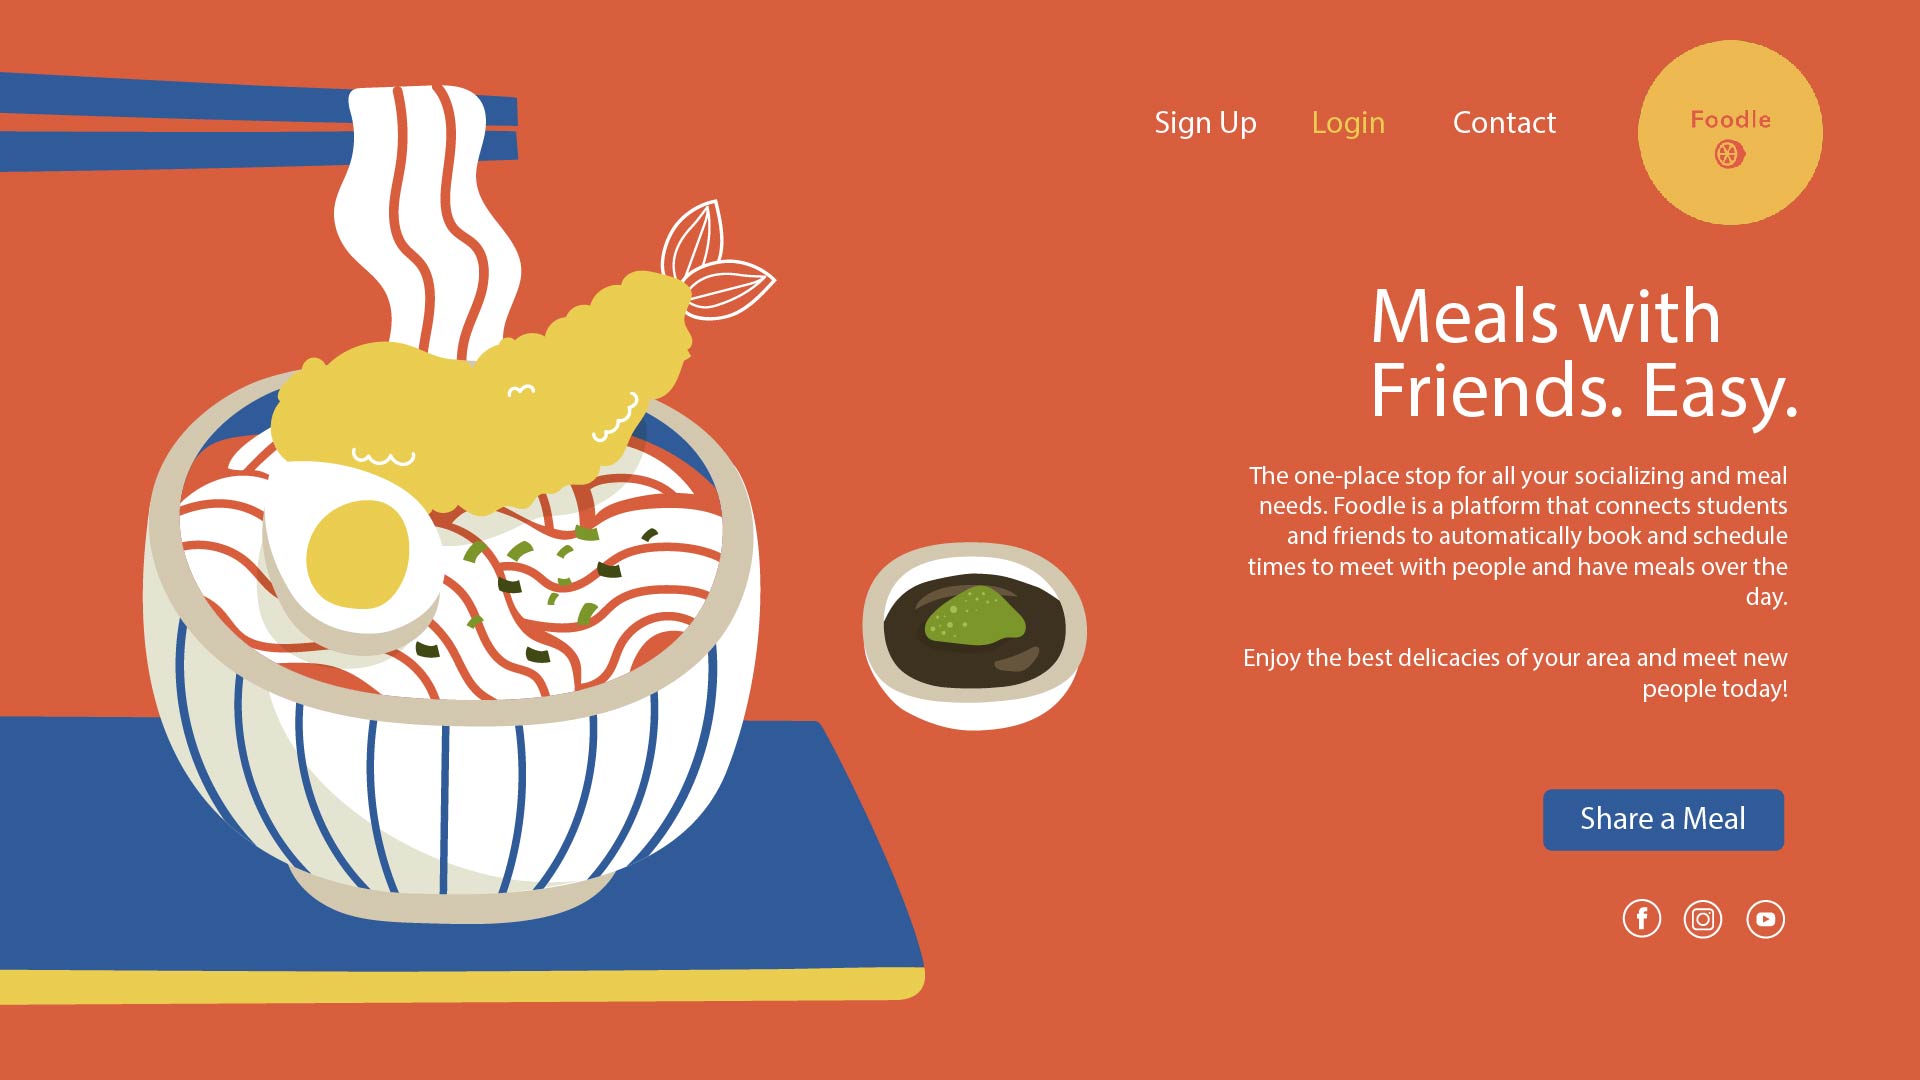 Sign Up Login Contact
Foodle
Meals with
Friends. Easy.
The one-place stop for all your socializing and meal
needs. Foodle is a platform that connects students
and friends to automatically book and schedule
times to meet with people and have meals over the
day.
Enjoy the best delicacies of your area and meet new
people today!
Share a Meal